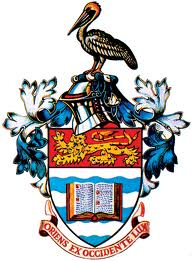 ORIENS EX OCCIDENTE LUX